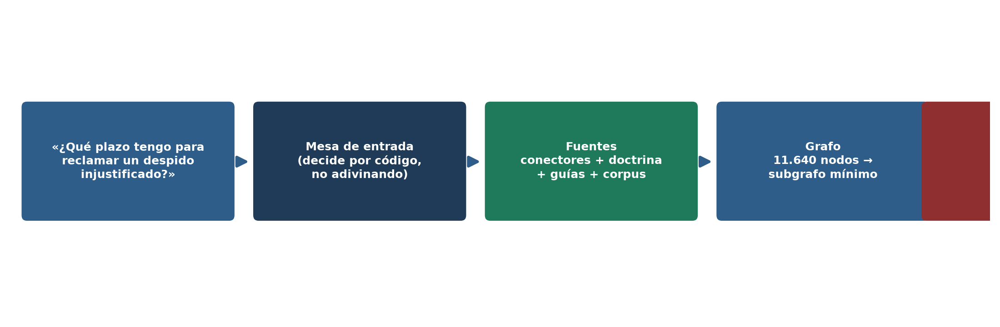 «¿Qué plazo tengo para
reclamar un despido
injustificado?»
Mesa de entrada
(decide por código,
no adivinando)
Fuentes
conectores + doctrina
+ guías + corpus
Grafo
11.640 nodos →
subgrafo mínimo